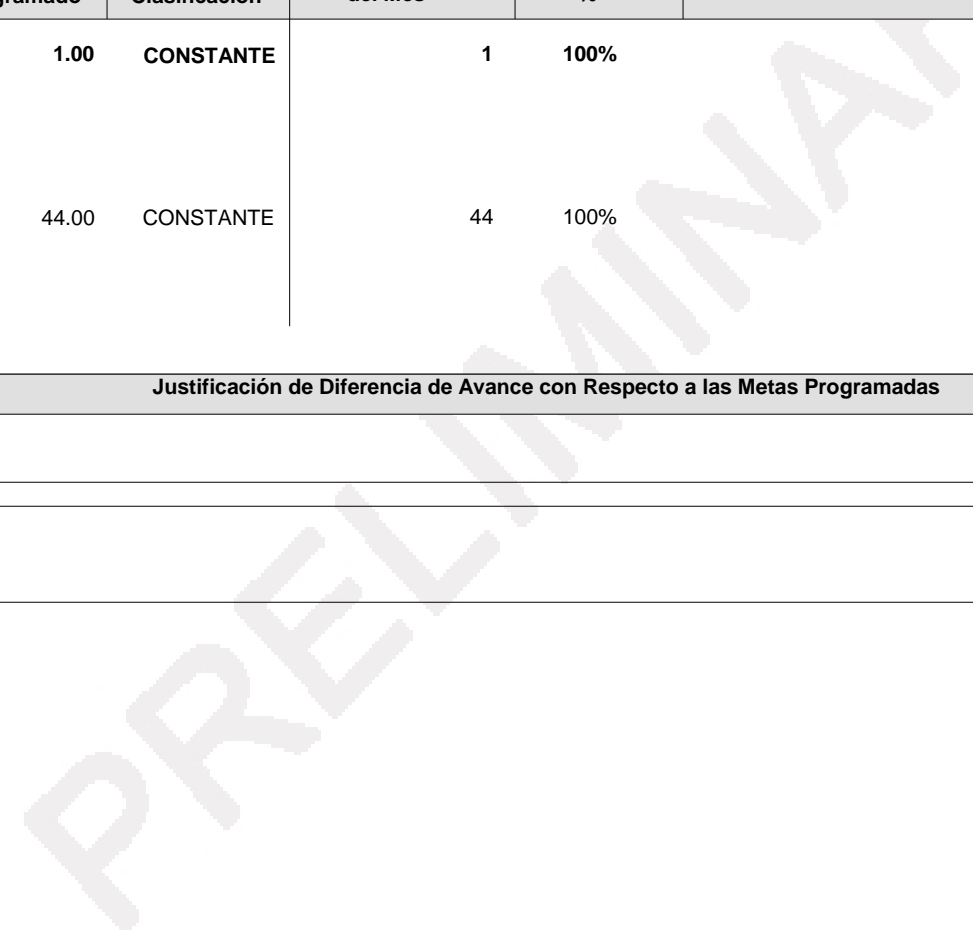 Clasificación
%
1.00 CONSTANTE 1 100%
44.00 CONSTANTE 44 100%
Justificación de Diferencia de Avance con Respecto a las Metas Programadas